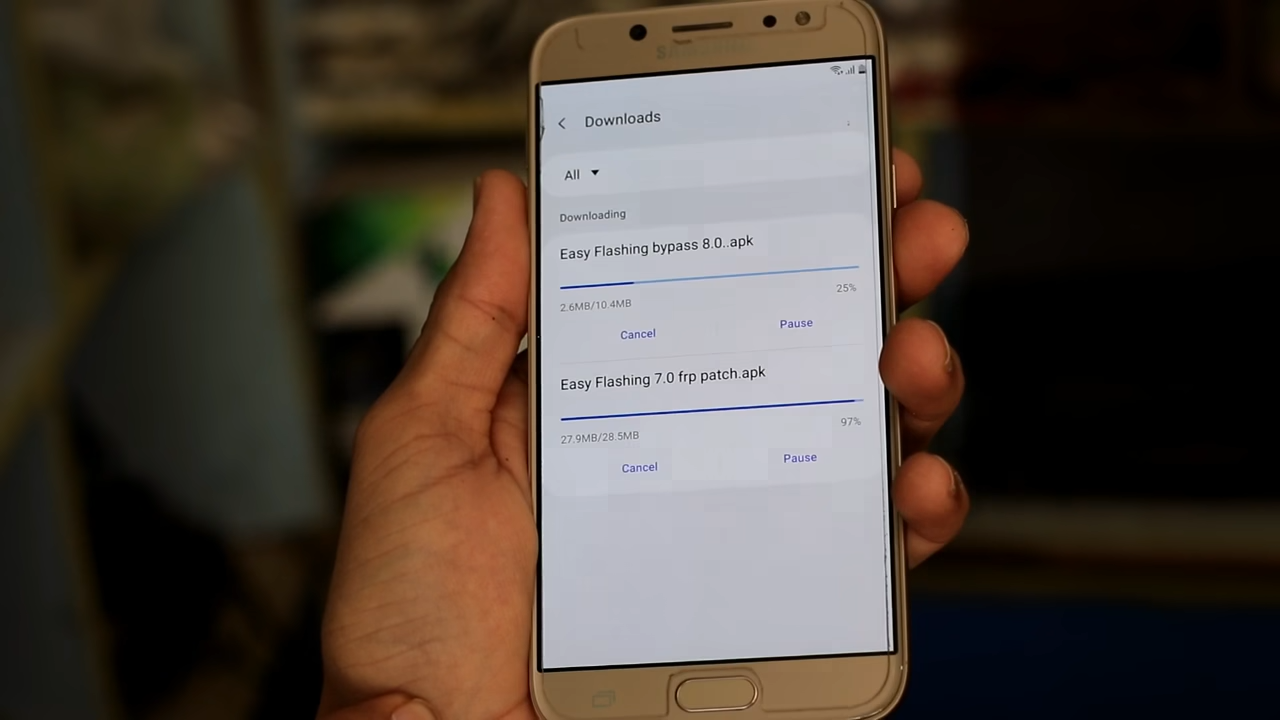 SAMSUNG
Downloads
All
Downloading
Easy Flashing bypass 8.0..apk
2.6MB/10.4MB
25%
Cancel
Pause
Easy Flashing 7.0 frp patch.apk
27.9MB/28.5MB
97%
Cancel
Pause